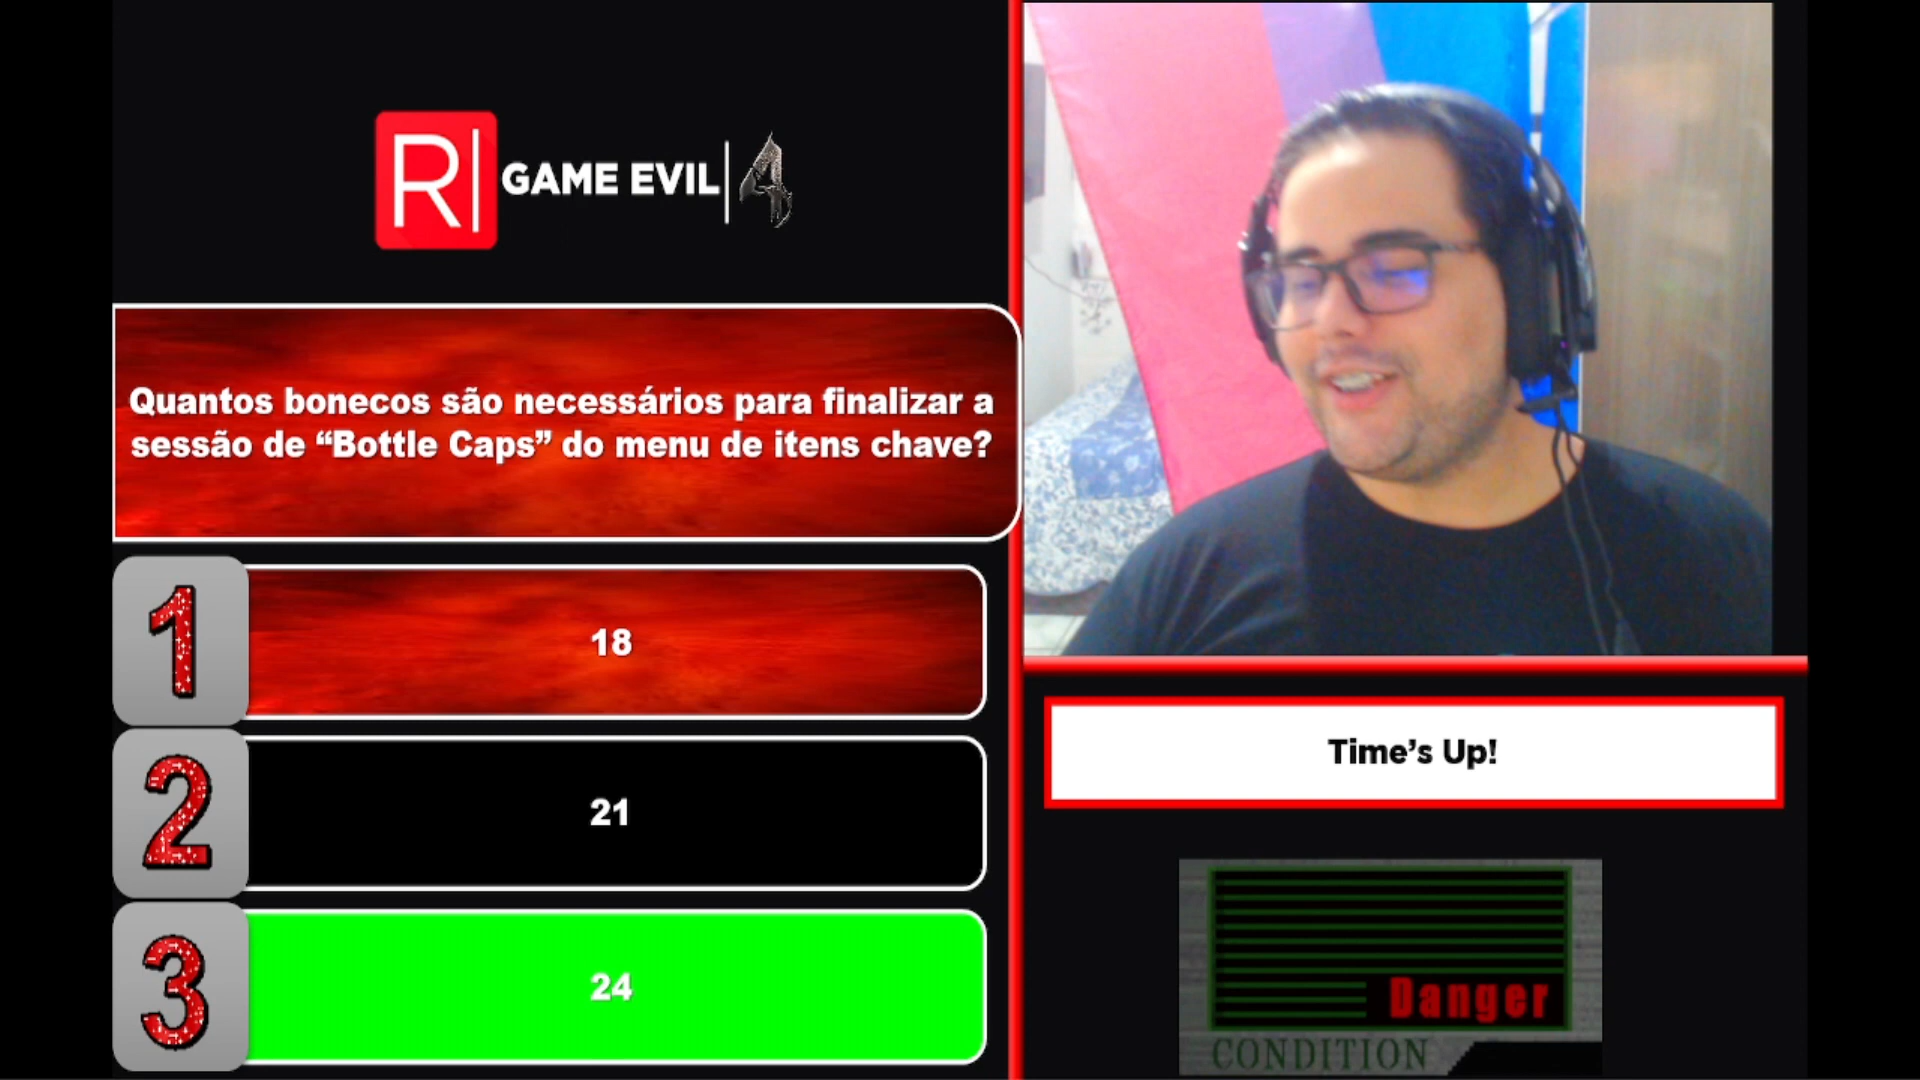 R| GAME EVIL| 4
Quantos bonecos são necessários para finalizar a
sessão de “Bottle Caps” do menu de itens chave?
1
18
2
21
3
24
Time’s Up!
Danger
CONDITION